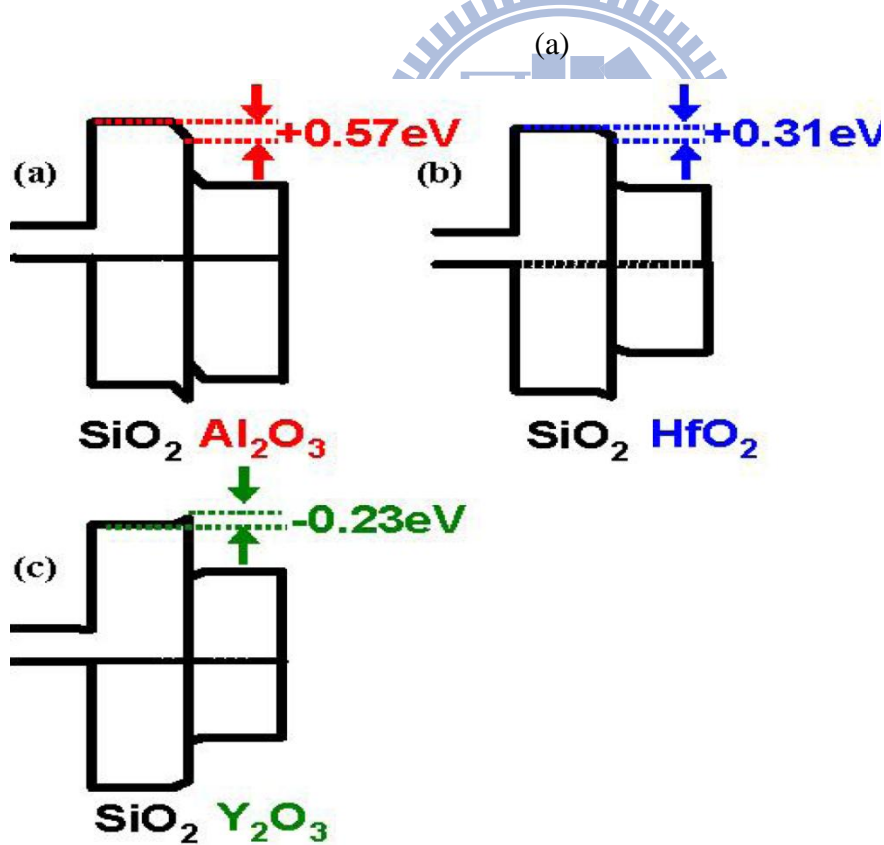 (a)
(a)
+0.57eV
SiO₂ Al₂O₃
(b)
+0.31eV
SiO₂ HfO₂
(c)
-0.23eV
SiO₂ Y₂O₃